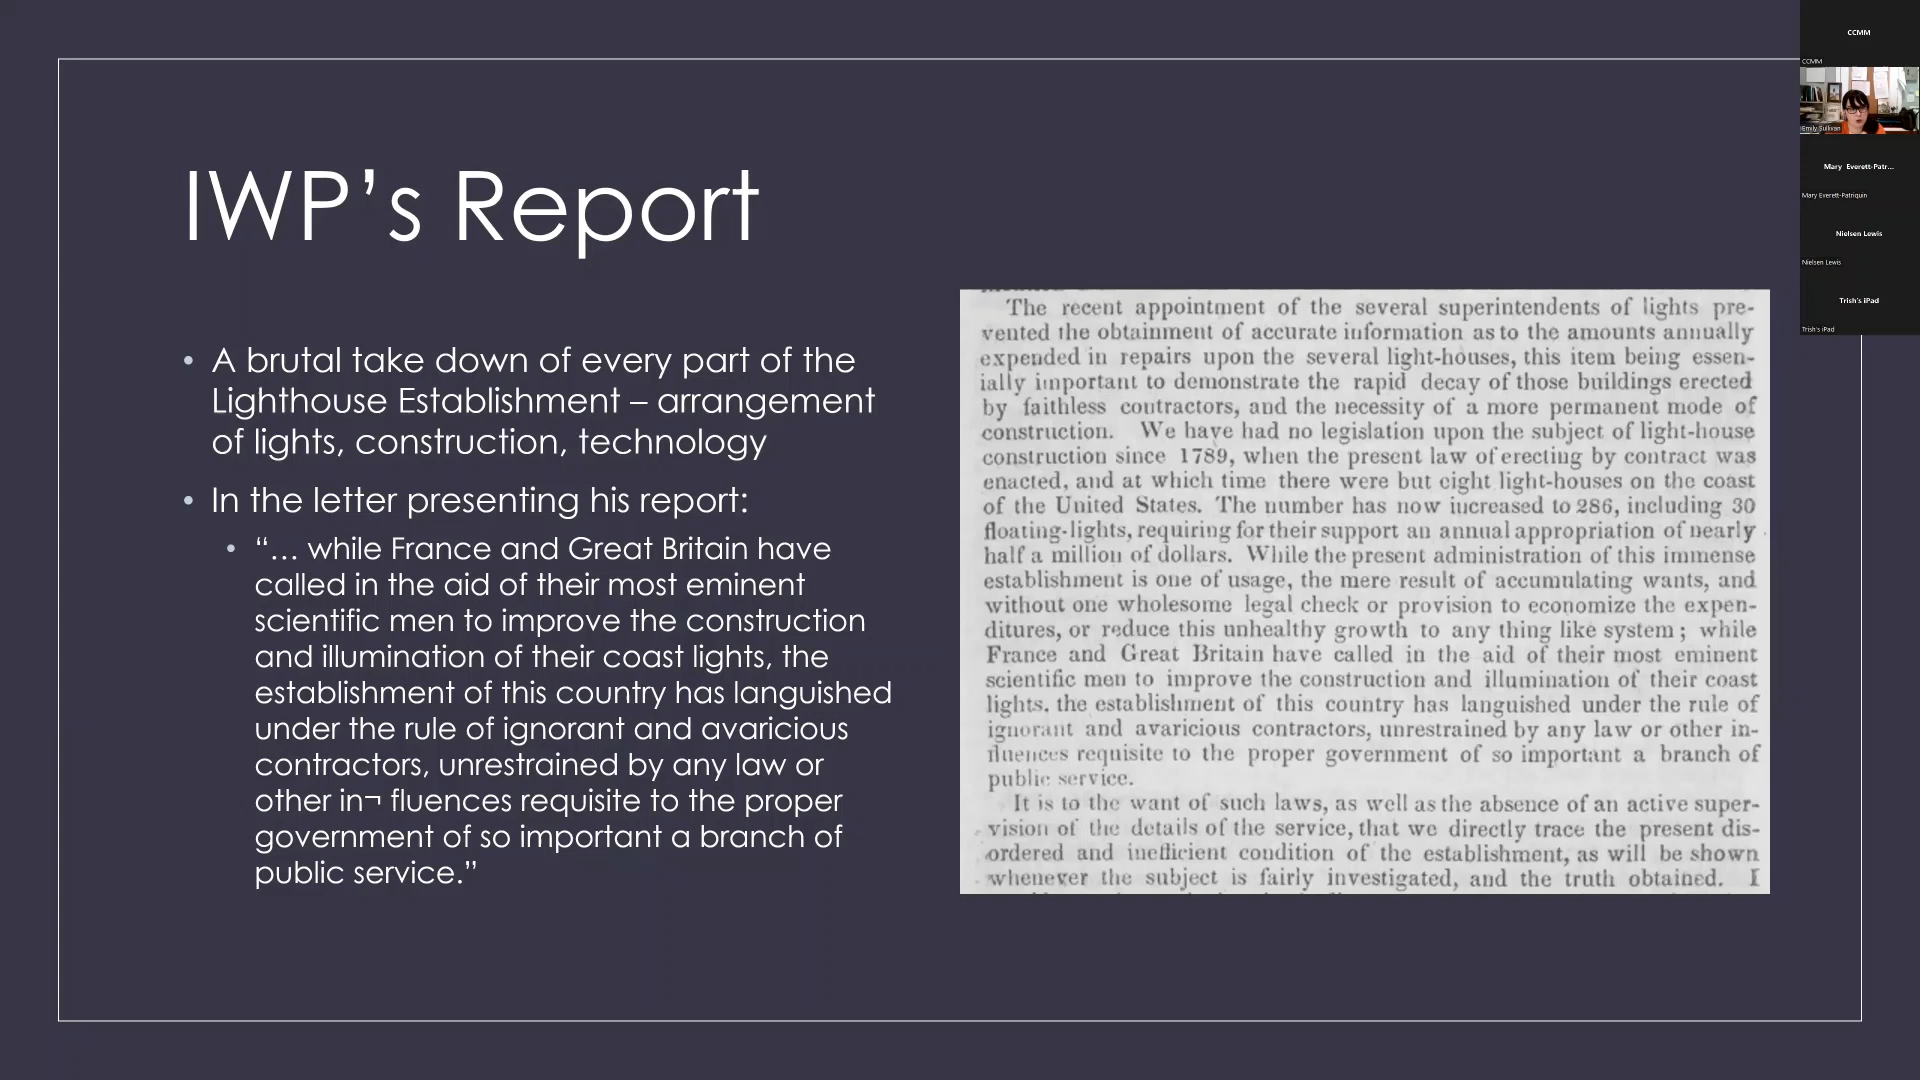 IWP’s Report
• A brutal take down of every part of the
Lighthouse Establishment – arrangement
of lights, construction, technology
• In the letter presenting his report:
• “… while France and Great Britain have
called in the aid of their most eminent
scientific men to improve the construction
and illumination of their coast lights, the
establishment of this country has languished
under the rule of ignorant and avaricious
contractors, unrestrained by any law or
other in¬ fluences requisite to the proper
government of so important a branch of
public service.”
The recent appointment of the several superintendents of lights pre-
vented the obtainment of accurate information as to the amounts annually
expended in repairs upon the several light-houses, this item being essen-
ially important to demonstrate the rapid decay of those buildings erected
by faithless contractors, and the necessity of a more permanent mode of
construction. We have had no legislation upon the subject of light-house
construction since 1789, when the present law of erecting by contract was
enacted, and at which time there were but eight light-houses on the coast
of the United States. The number has now increased to 286, including 30
floating-lights, requiring for their support an annual appropriation of nearly
half a million of dollars. While the present administration of this immense
establishment is one of usage, the mere result of accumulating wants, and
without one wholesome legal check or provision to economize the expen-
ditures, or reduce this unhealthy growth to any thing like system; while
France and Great Britain have called in the aid of their most eminent
scientific men to improve the construction and illumination of their coast
lights, the establishment of this country has languished under the rule of
ignorant and avaricious contractors, unrestrained by any law or other in-
fluences requisite to the proper government of so important a branch of
public service.
It is to the want of such laws, as well as the absence of an active super-
vision of the details of the service, that we directly trace the present dis-
ordered and inefficient condition of the establishment, as will be shown
whenever the subject is fairly investigated, and the truth obtained. I
CCMM
CCMM
Emily Sullivan
Mary Everett-Patr...
Mary Everett-Patriquin
Nielsen Lewis
Nielsen Lewis
Trish's iPad
Trish's iPad